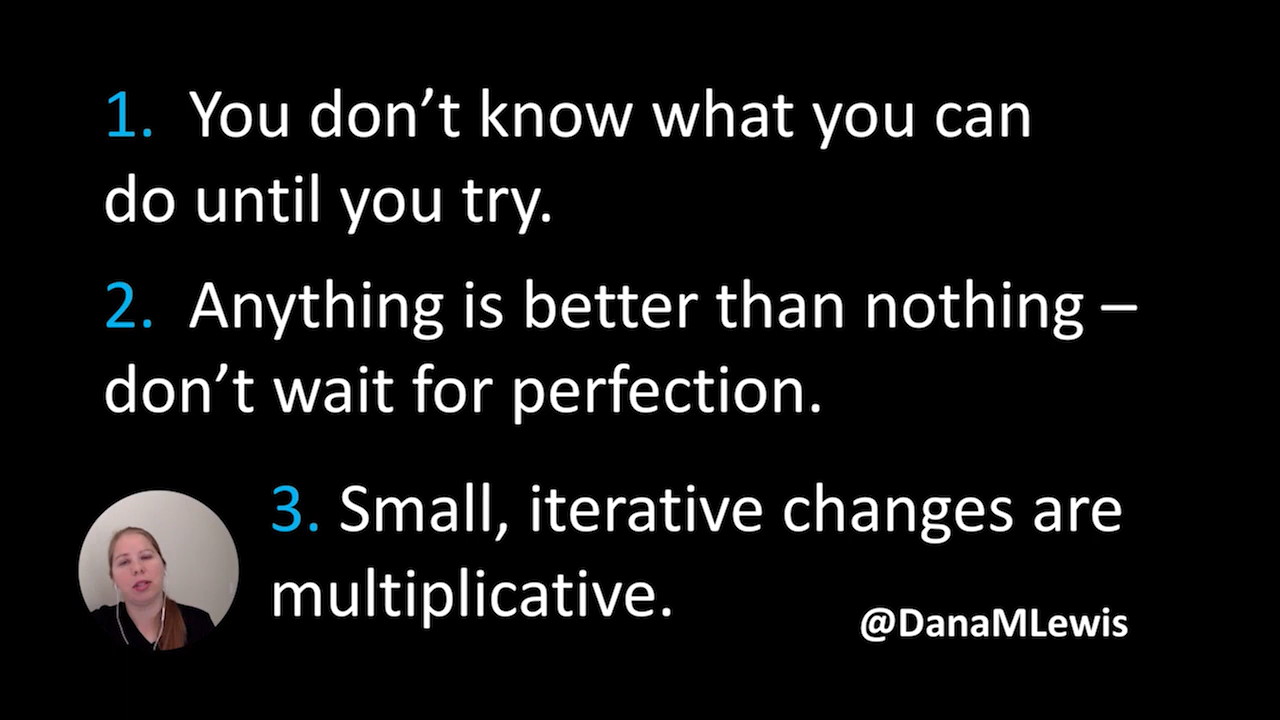 1. You don’t know what you can
do until you try.
2. Anything is better than nothing –
don’t wait for perfection.
3. Small, iterative changes are
multiplicative.
@DanaMLewis